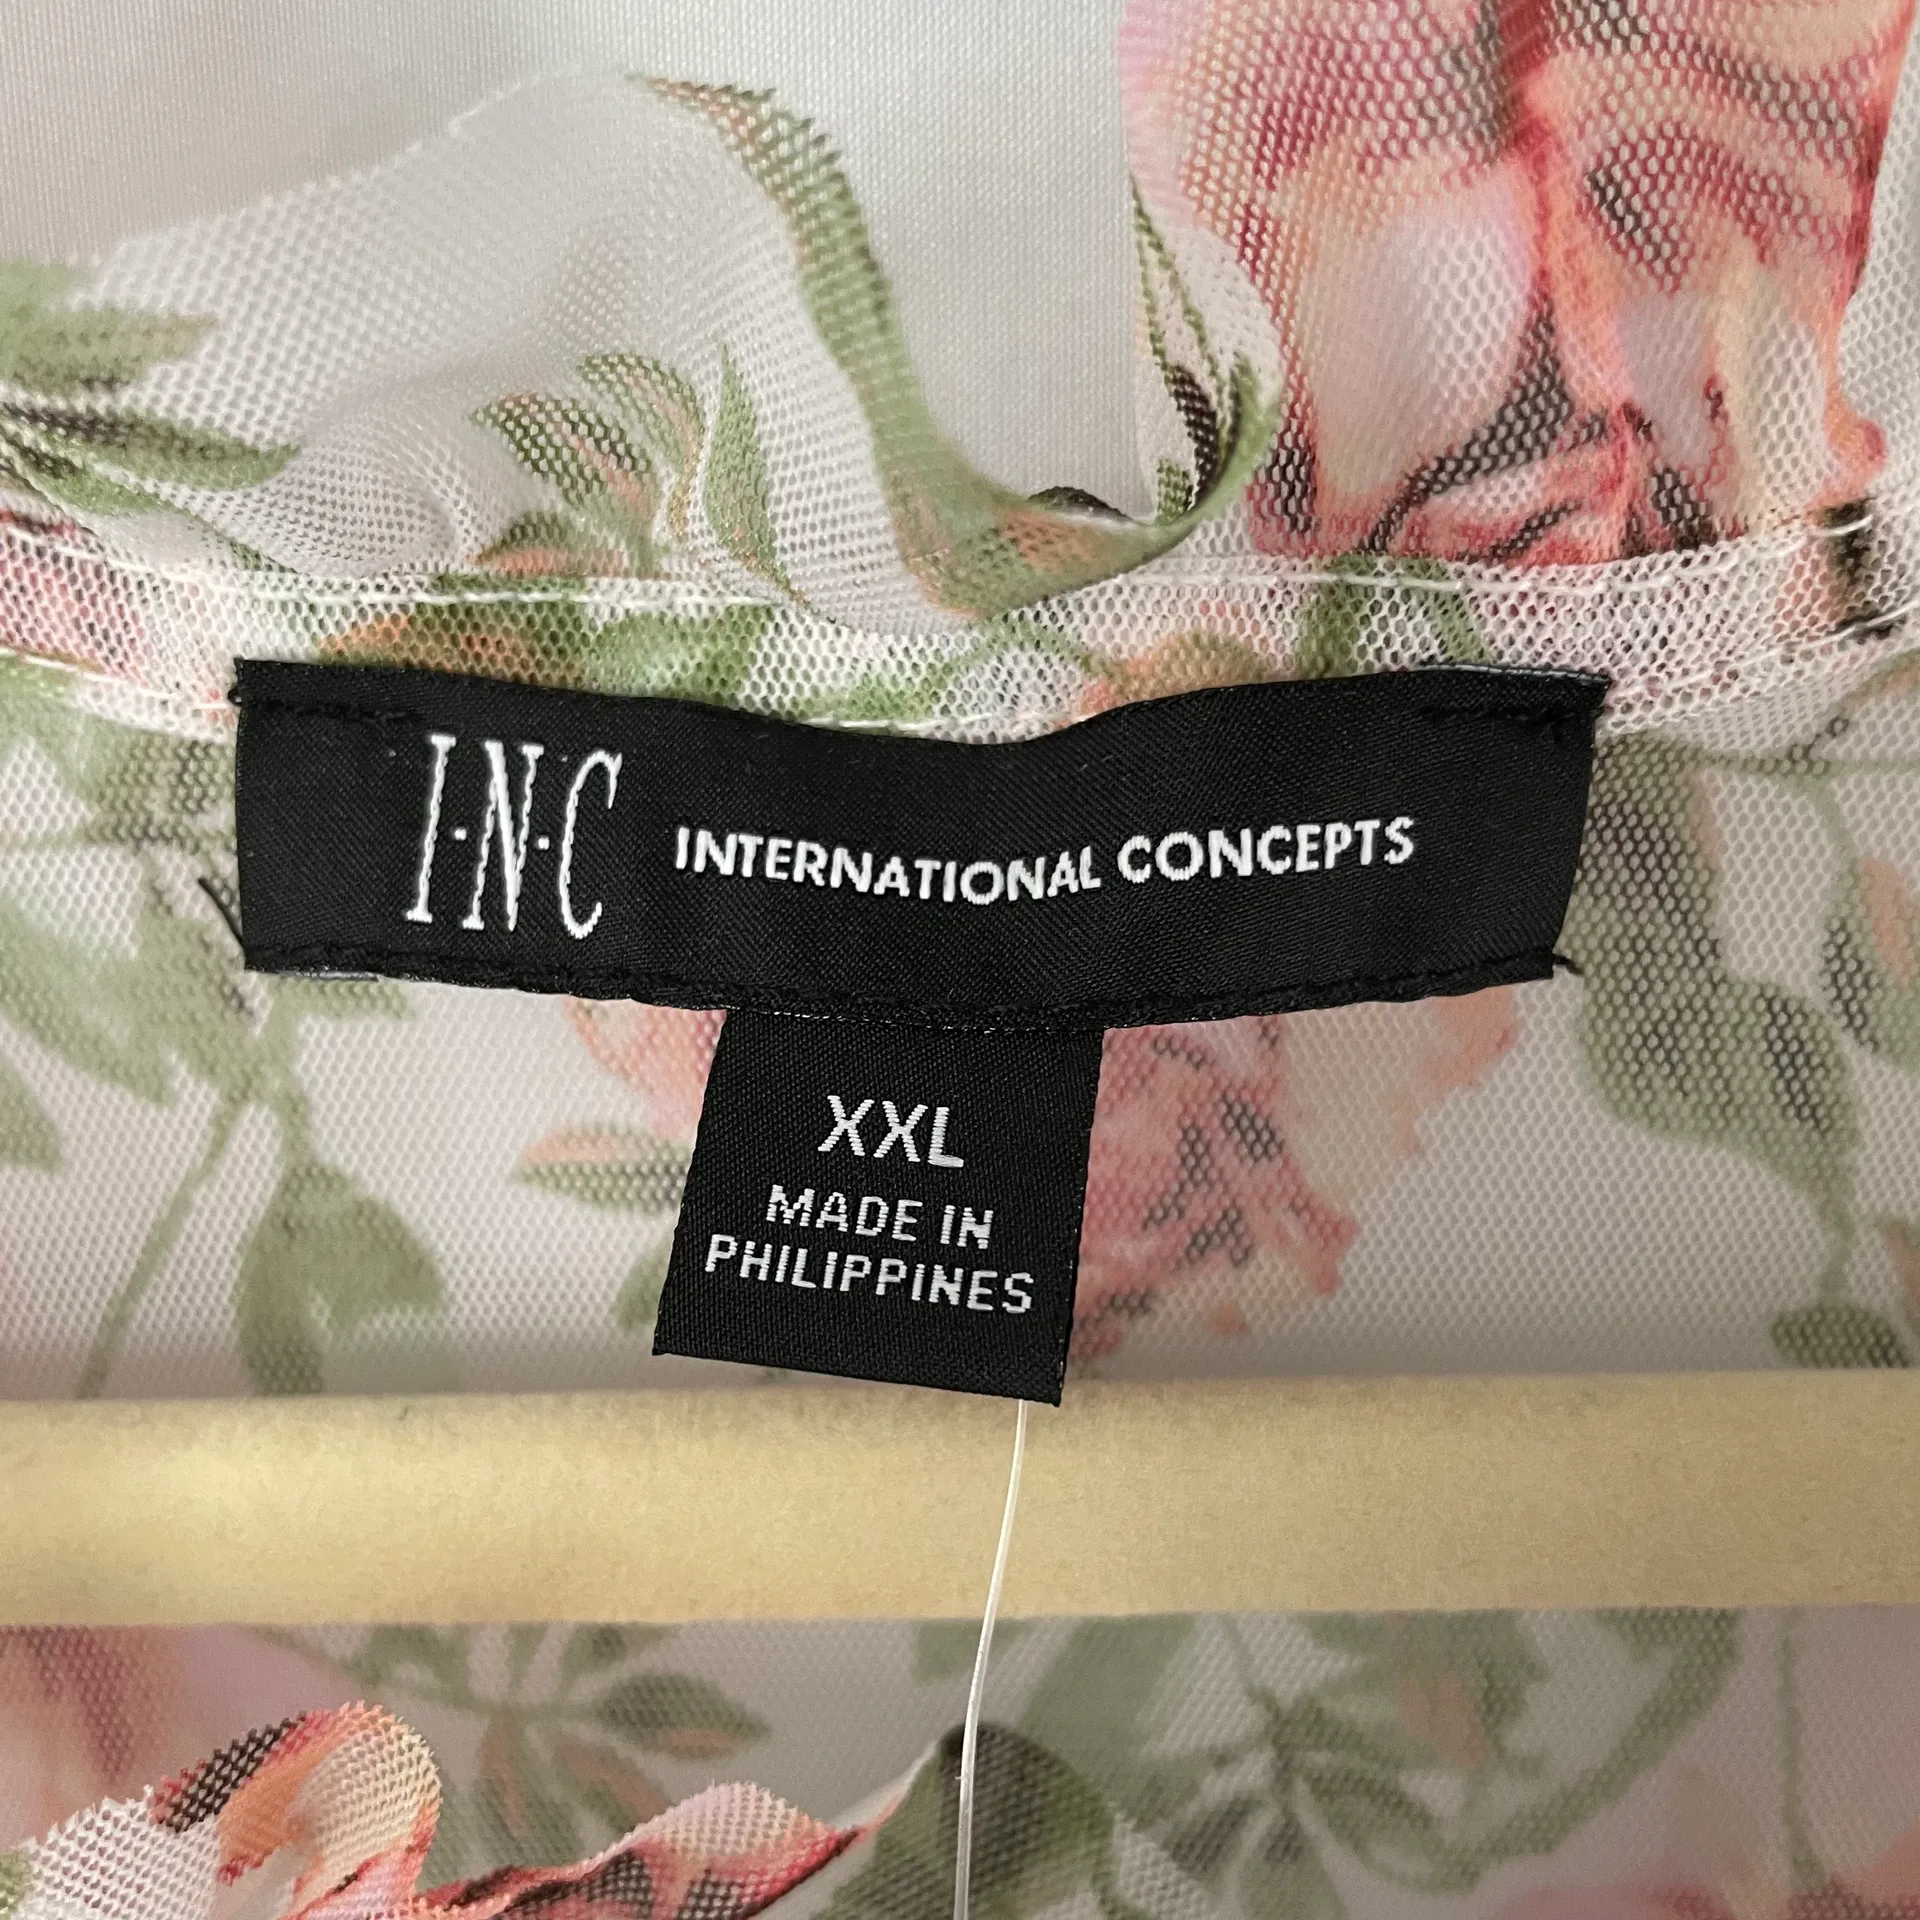 I·N·C INTERNATIONAL CONCEPTS
XXL
MADE IN
PHILIPPINES